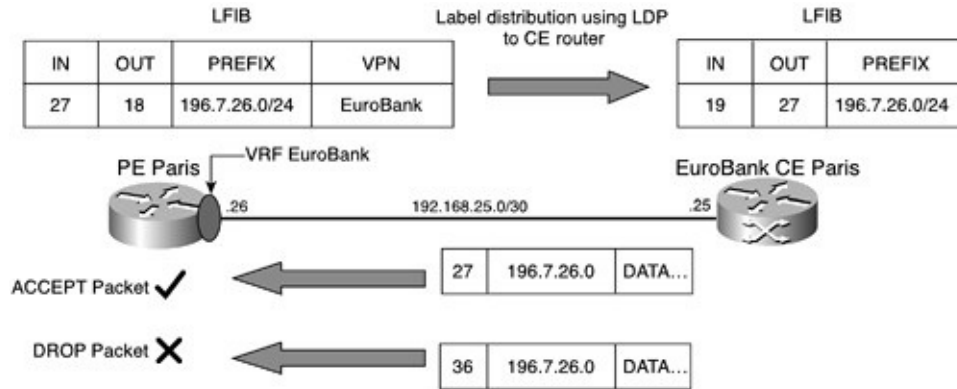 LFIB
Label distribution using LDP
to CE router
LFIB
IN OUT PREFIX VPN
27 18 196.7.26.0/24 EuroBank
IN OUT PREFIX
19 27 196.7.26.0/24
VRF EuroBank
PE Paris
EuroBank CE Paris
.26 192.168.25.0/30 .25
27 196.7.26.0 DATA...
ACCEPT Packet
DROP Packet
36 196.7.26.0 DATA...